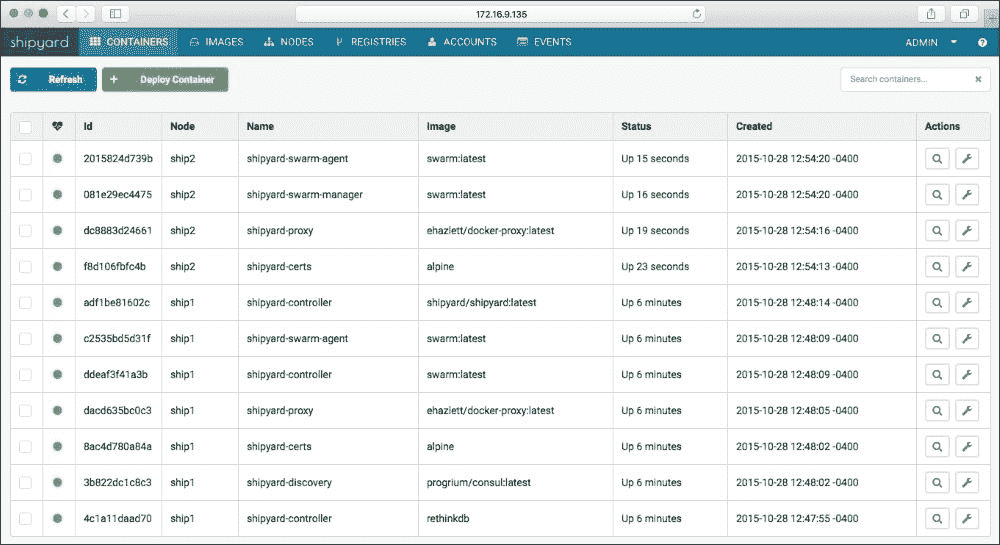 172.16.9.135
shipyard CONTAINERS IMAGES NODES REGISTRIES ACCOUNTS EVENTS ADMIN
Refresh Deploy Container Search containers...
Id Node Name Image Status Created Actions
2015824d739b ship2 shipyard-swarm-agent swarm:latest Up 15 seconds 2015-10-28 12:54:20 -0400
081e29ec4475 ship2 shipyard-swarm-manager swarm:latest Up 16 seconds 2015-10-28 12:54:20 -0400
dc8883d24661 ship2 shipyard-proxy ehazlett/docker-proxy:latest Up 19 seconds 2015-10-28 12:54:16 -0400
f8d106fbfc4b ship2 shipyard-certs alpine Up 23 seconds 2015-10-28 12:54:13 -0400
adf1be81602c ship1 shipyard-controller shipyard/shipyard:latest Up 6 minutes 2015-10-28 12:48:14 -0400
c2535bd5d31f ship1 shipyard-swarm-agent swarm:latest Up 6 minutes 2015-10-28 12:48:09 -0400
ddeaf3f41a3b ship1 shipyard-controller swarm:latest Up 6 minutes 2015-10-28 12:48:09 -0400
dacd635bc0c3 ship1 shipyard-proxy ehazlett/docker-proxy:latest Up 6 minutes 2015-10-28 12:48:05 -0400
8ac4d780a84a ship1 shipyard-certs alpine Up 6 minutes 2015-10-28 12:48:02 -0400
3b822dc1c8c3 ship1 shipyard-discovery progrium/consul:latest Up 6 minutes 2015-10-28 12:48:02 -0400
4c1a11daad70 ship1 shipyard-controller rethinkdb Up 6 minutes 2015-10-28 12:47:55 -0400